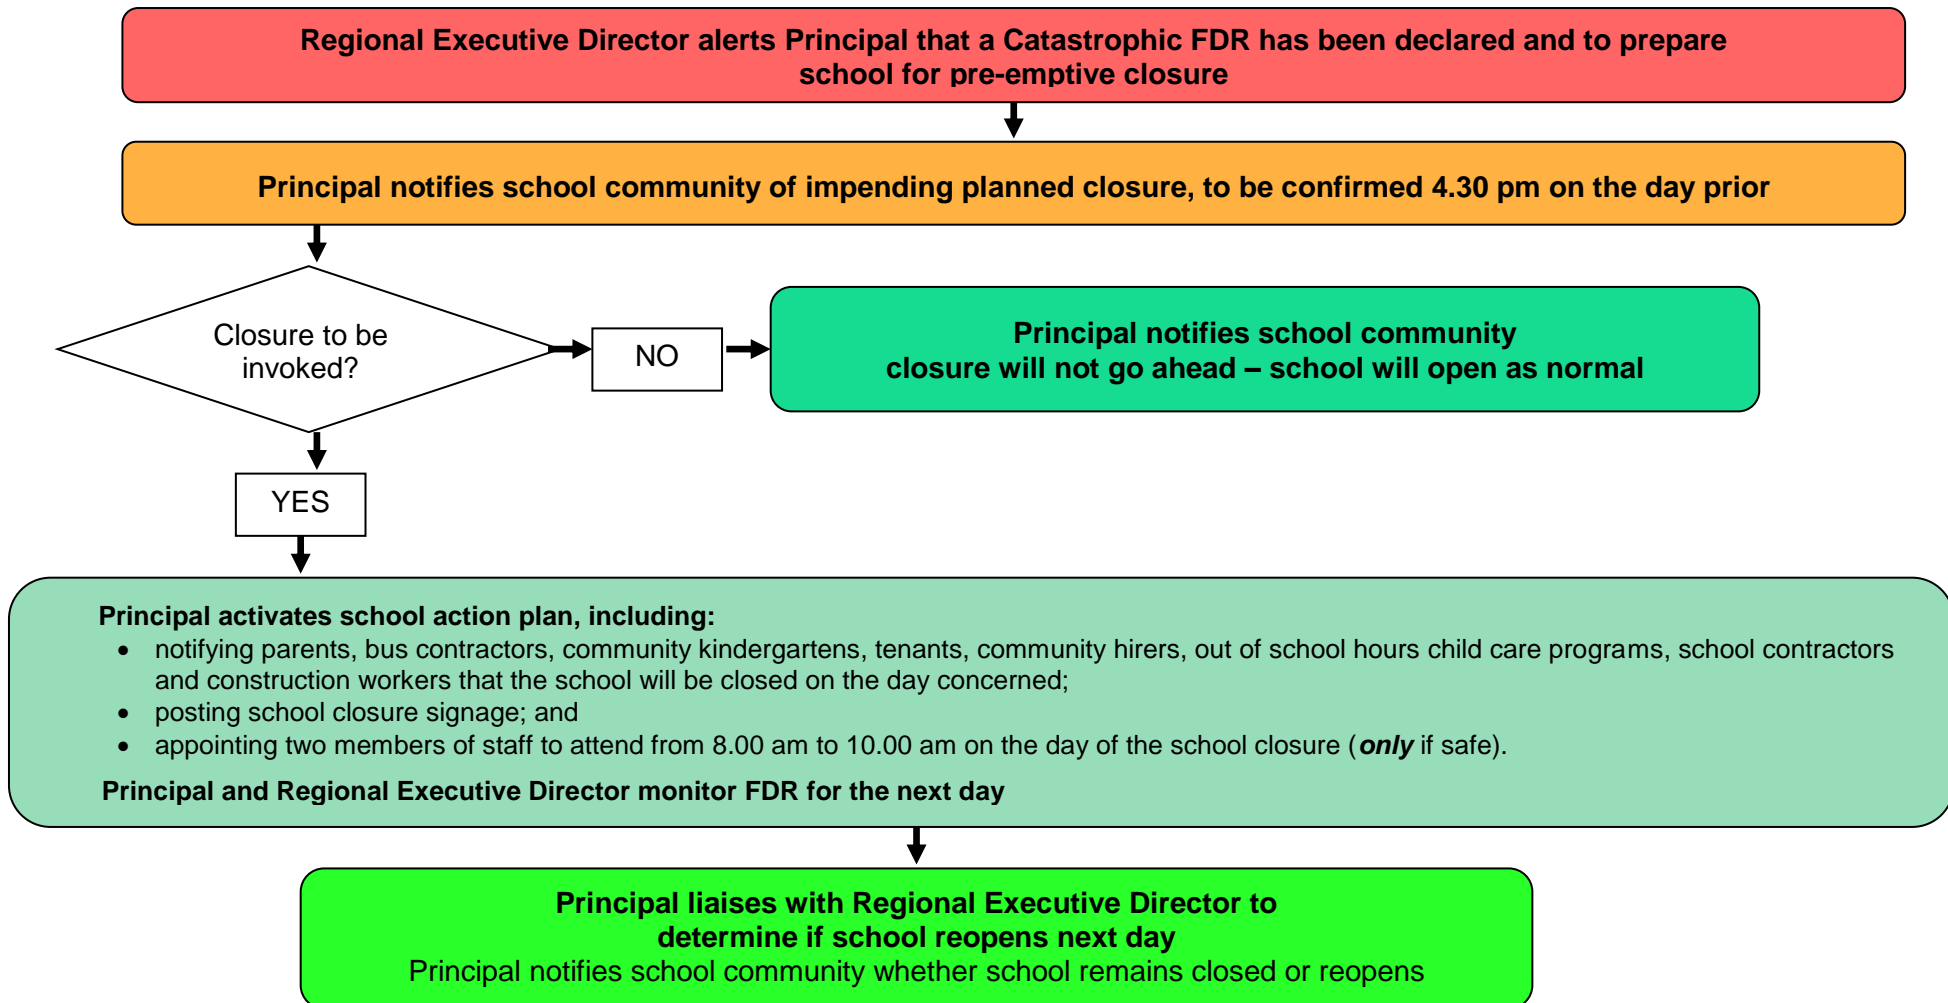 Regional Executive Director alerts Principal that a Catastrophic FDR has been declared and to prepare
school for pre-emptive closure
Principal notifies school community of impending planned closure, to be confirmed 4.30 pm on the day prior
Closure to be
invoked?
NO
Principal notifies school community
closure will not go ahead – school will open as normal
YES
Principal activates school action plan, including:
• notifying parents, bus contractors, community kindergartens, tenants, community hirers, out of school hours child care programs, school contractors
and construction workers that the school will be closed on the day concerned;
• posting school closure signage; and
• appointing two members of staff to attend from 8.00 am to 10.00 am on the day of the school closure (only if safe).
Principal and Regional Executive Director monitor FDR for the next day
Principal liaises with Regional Executive Director to
determine if school reopens next day
Principal notifies school community whether school remains closed or reopens